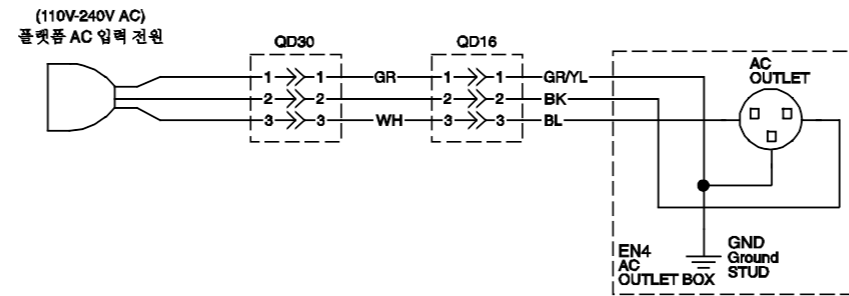 (110V-240V AC)
플랫폼 AC 입력 전원
QD30
QD16
1 1 GR 1 1 GR/YL
2 2 2 2 BK
3 3 WH 3 3 BL
AC
OUTLET
EN4
AC
OUTLET BOX
GND
Ground
STUD